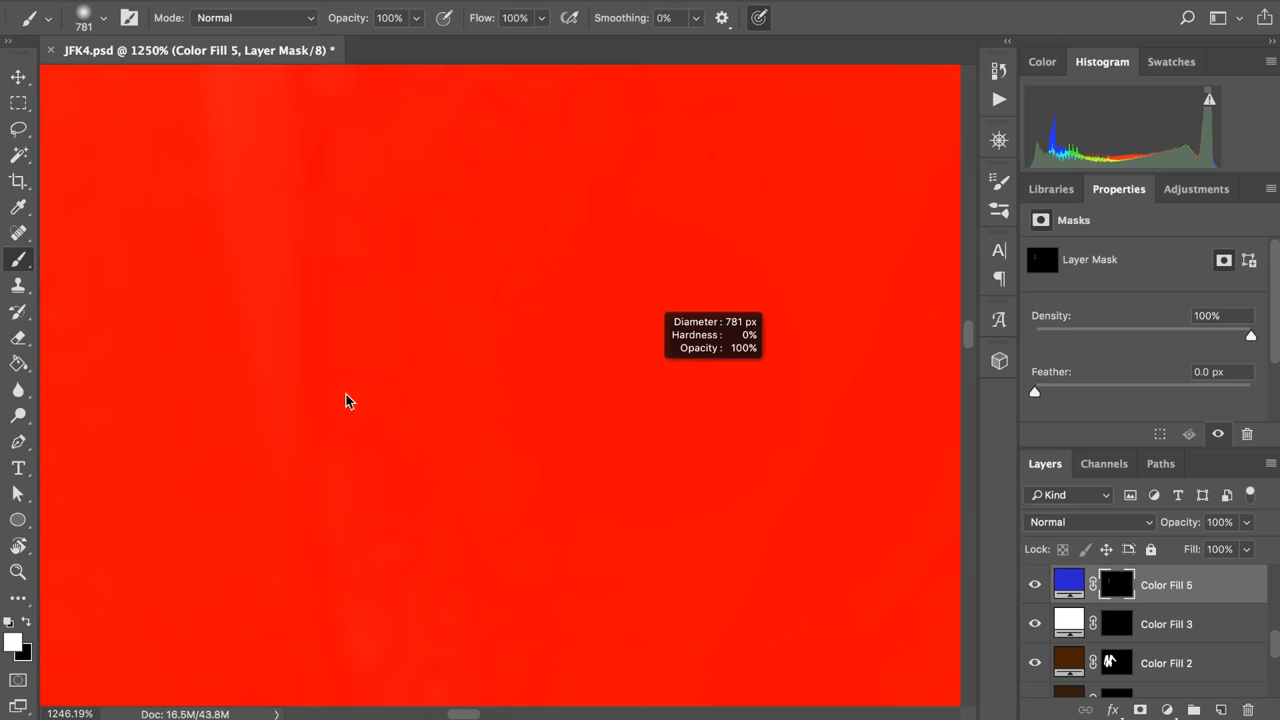 781
Mode: Normal
Opacity: 100%
Flow: 100%
Smoothing: 0%
JFK4.psd @ 1250% (Color Fill 5, Layer Mask/8) *
Color
Histogram
Swatches
Libraries
Properties
Adjustments
Masks
Layer Mask
Density: 100%
Feather: 0.0 px
Diameter: 781 px
Hardness: 0%
Opacity: 100%
Layers
Channels
Paths
Kind
Normal
Opacity: 100%
Lock:
Fill: 100%
Color Fill 5
Color Fill 3
Color Fill 2
fx
1246.19%
Doc: 16.5M/43.8M